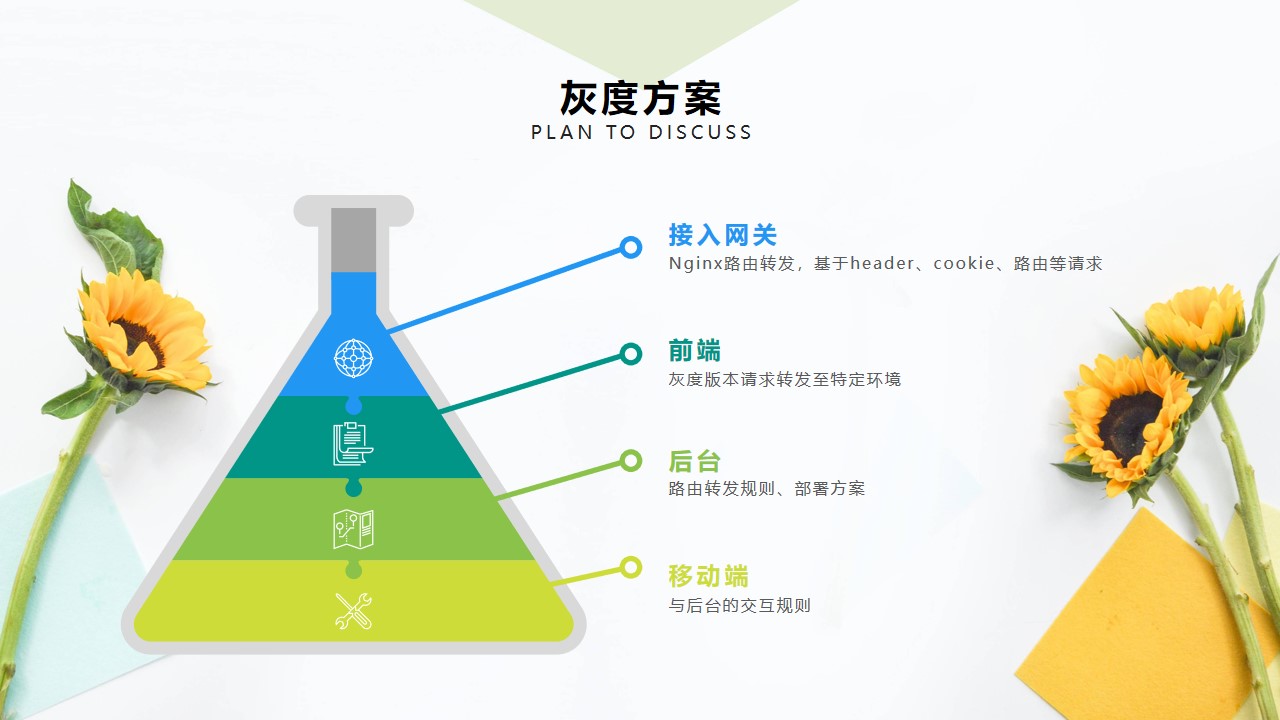 灰度方案
PLAN TO DISCUSS
接入网关
Nginx路由转发，基于header、cookie、路由等请求
前端
灰度版本请求转发至特定环境
后台
路由转发规则、部署方案
移动端
与后台的交互规则